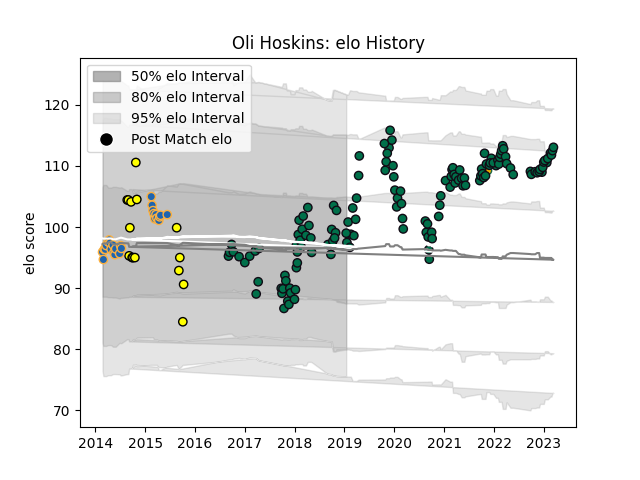 Oli Hoskins: elo History
50% elo Interval
80% elo Interval
95% elo Interval
Post Match elo
elo score
120
110
100
90
80
70
2014 2015 2016 2017 2018 2019 2020 2021 2022 2023